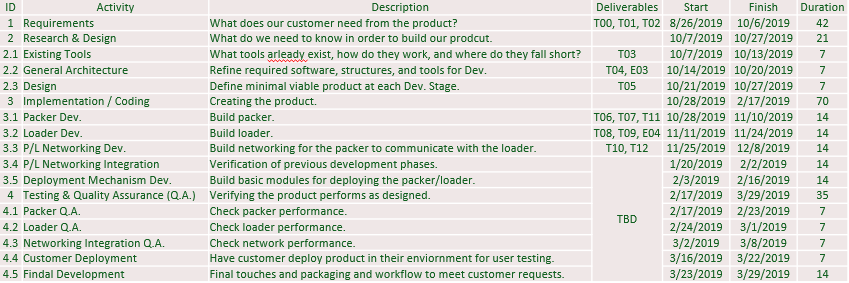 ID Activity Description Deliverables Start Finish Duration
1 Requirements What does our customer need from the product? T00, T01, T02 8/26/2019 10/6/2019 42
2 Research & Design What do we need to know in order to build our prodcut. 10/7/2019 10/27/2019 21
2.1 Existing Tools What tools arleady exist, how do they work, and where do they fall short? T03 10/7/2019 10/13/2019 7
2.2 General Architecture Refine required software, structures, and tools for Dev. T04, E03 10/14/2019 10/20/2019 7
2.3 Design Define minimal viable product at each Dev. Stage. T05 10/21/2019 10/27/2019 7
3 Implementation / Coding Creating the product. 10/28/2019 2/17/2019 70
3.1 Packer Dev. Build packer. T06, T07, T11 10/28/2019 11/10/2019 14
3.2 Loader Dev. Build loader. T08, T09, E04 11/11/2019 11/24/2019 14
3.3 P/L Networking Dev. Build networking for the packer to communicate with the loader. T10, T12 11/25/2019 12/8/2019 14
3.4 P/L Networking Integration Verification of previous development phases. 1/20/2019 2/2/2019 14
3.5 Deployment Mechanism Dev. Build basic modules for deploying the packer/loader. 2/3/2019 2/16/2019 14
4 Testing & Quality Assurance (Q.A.) Verifying the product performs as designed. 2/17/2019 3/29/2019 35
4.1 Packer Q.A. Check packer performance. 2/17/2019 2/23/2019 7
TBD
4.2 Loader Q.A. Check loader performance. 2/24/2019 3/1/2019 7
4.3 Networking Integration Q.A. Check network performance. 3/2/2019 3/8/2019 7
4.4 Customer Deployment Have customer deploy product in their enviornment for user testing. 3/16/2019 3/22/2019 7
4.5 Findal Development Final touches and packaging and workflow to meet customer requests. 3/23/2019 3/29/2019 14